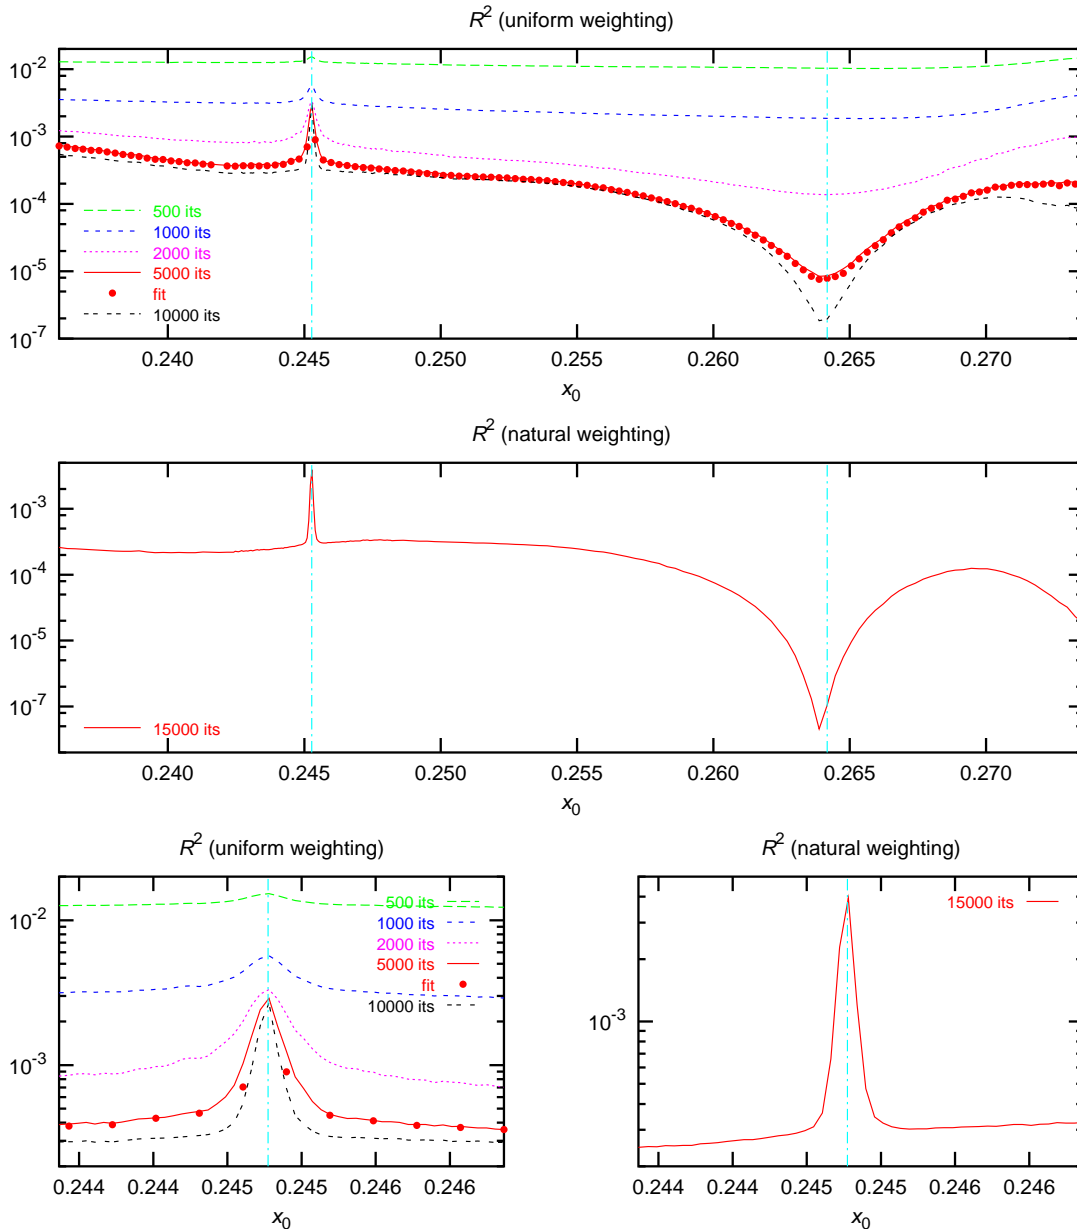 R² (uniform weighting)
10⁻²
10⁻³
10⁻⁴
10⁻⁵
10⁻⁷
500 its
1000 its
2000 its
5000 its
fit
10000 its
0.240 0.245 0.250 0.255 0.260 0.265 0.270
x₀
R² (natural weighting)
10⁻³
10⁻⁴
10⁻⁵
10⁻⁷
15000 its
0.240 0.245 0.250 0.255 0.260 0.265 0.270
x₀
R² (uniform weighting)
10⁻²
10⁻³
500 its
1000 its
2000 its
5000 its
fit
10000 its
0.244 0.244 0.245 0.245 0.246 0.246
x₀
R² (natural weighting)
10⁻³
15000 its
0.244 0.244 0.245 0.245 0.246 0.246
x₀